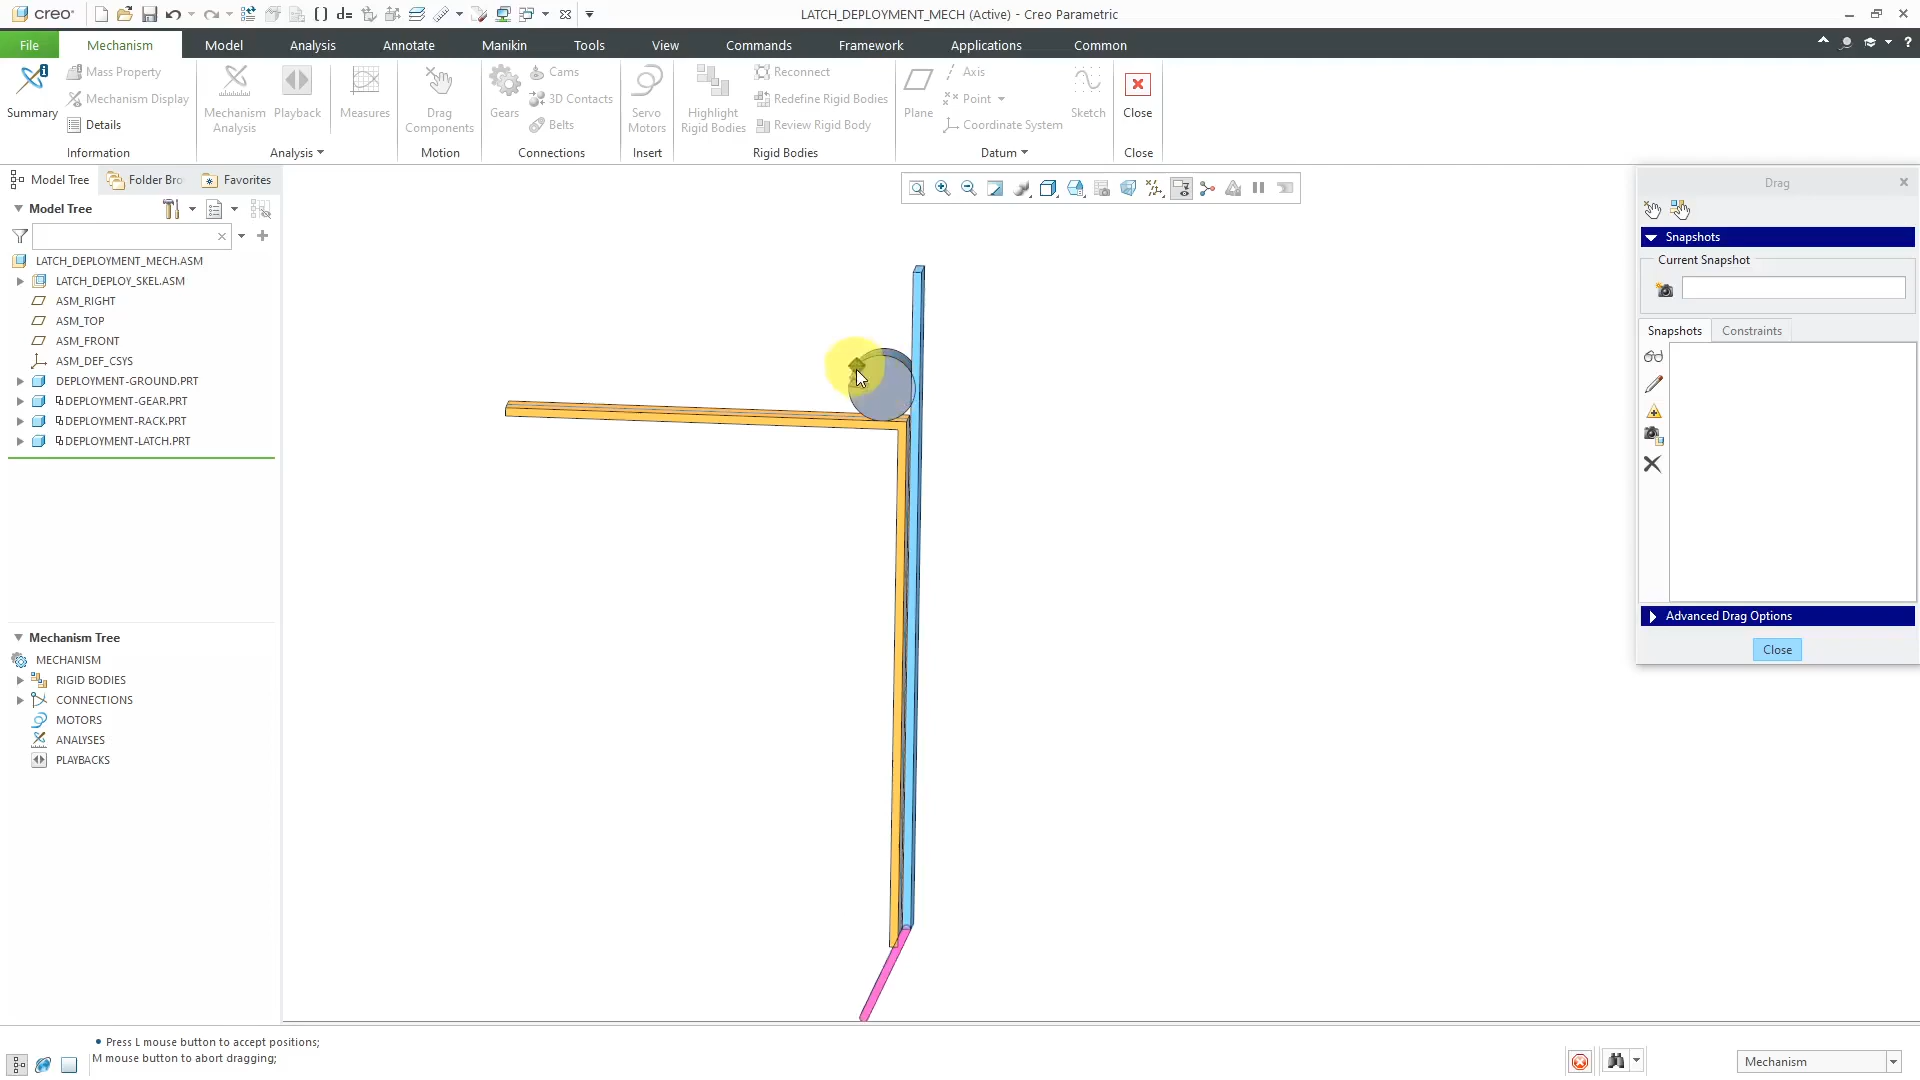 creo
d=
LATCH_DEPLOYMENT_MECH (Active) - Creo Parametric
File
Mechanism
Model
Analysis
Annotate
Manikin
Tools
View
Commands
Framework
Applications
Common
Summary
Mass Property
Mechanism Display
Details
Information
Mechanism
Analysis
Playback
Measures
Analysis
Drag
Components
Motion
Gears
Cams
3D Contacts
Belts
Connections
Servo
Motors
Insert
Highlight
Rigid Bodies
Reconnect
Redefine Rigid Bodies
Review Rigid Body
Rigid Bodies
Plane
Axis
Point
Coordinate System
Sketch
Datum
Close
Close
Model Tree
Folder Bro
Favorites
Model Tree
LATCH_DEPLOYMENT_MECH.ASM
LATCH_DEPLOY_SKEL.ASM
ASM_RIGHT
ASM_TOP
ASM_FRONT
ASM_DEF_CSYS
DEPLOYMENT-GROUND.PRT
DEPLOYMENT-GEAR.PRT
DEPLOYMENT-RACK.PRT
DEPLOYMENT-LATCH.PRT
Mechanism Tree
MECHANISM
RIGID BODIES
CONNECTIONS
MOTORS
ANALYSES
PLAYBACKS
Drag
Snapshots
Current Snapshot
Snapshots
Constraints
Advanced Drag Options
Close
• Press L mouse button to accept positions;
M mouse button to abort dragging;
Mechanism